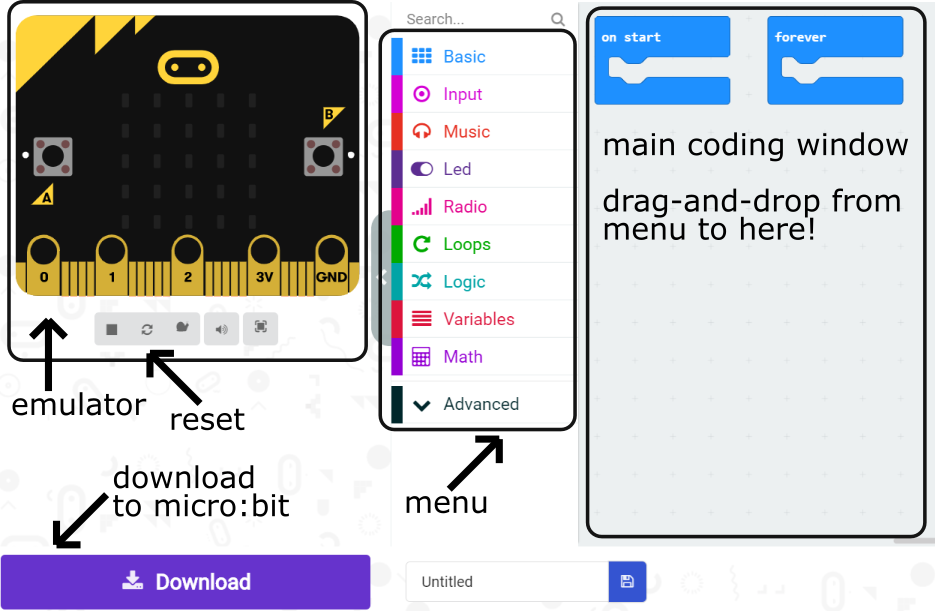 B
A
0
1
2
3V
GND
emulator
reset
download
to micro:bit
Download
Search...
Basic
Input
Music
Led
Radio
Loops
Logic
Variables
Math
Advanced
menu
Untitled
on start
forever
main coding window
drag-and-drop from
menu to here!